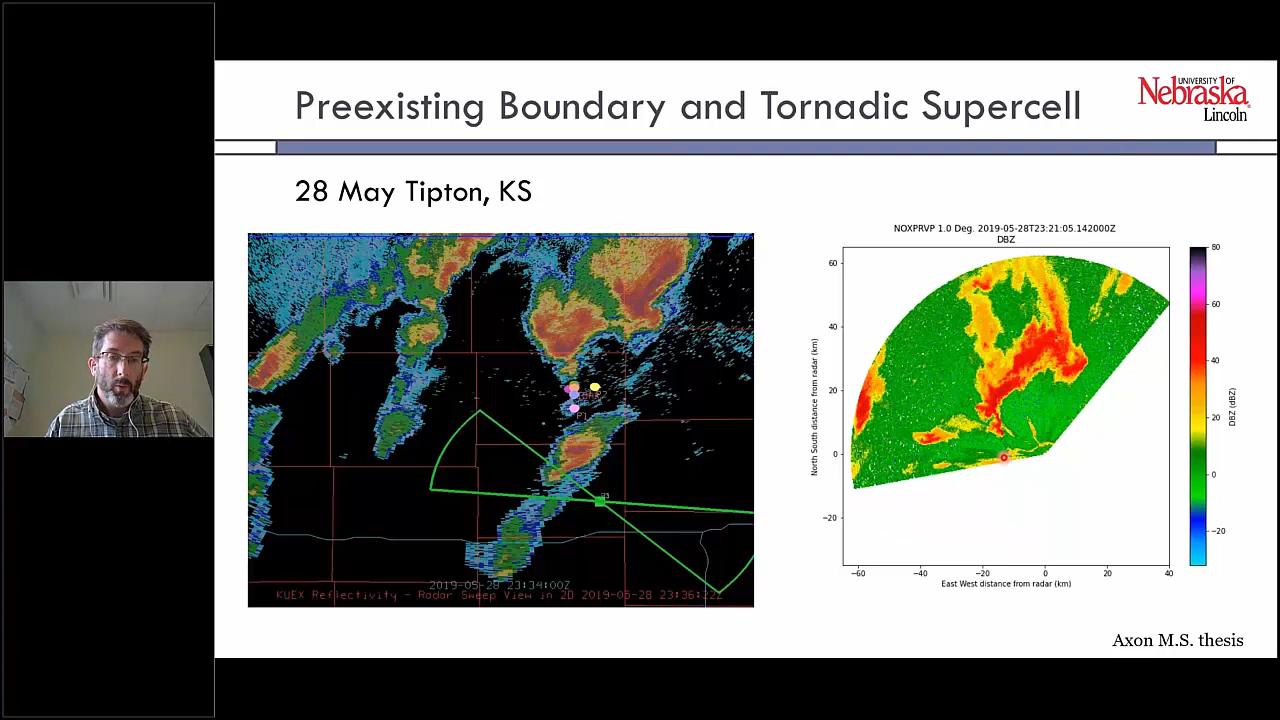 Preexisting Boundary and Tornadic Supercell
UNIVERSITY OF
Nebraska
Lincoln
28 May Tipton, KS
2019-05-28 23:34:00Z
KUEX Reflectivity - Radar Sweep View in 2D 2019-05-28 23:36:22Z
NOXPRVP 1.0 Deg. 2019-05-28T23:21:05.142000Z
DBZ
North South distance from radar (km)
60
40
20
0
−20
−60
−40
−20
0
20
40
East West distance from radar (km)
80
60
40
20
0
−20
DBZ (dBZ)
Axon M.S. thesis